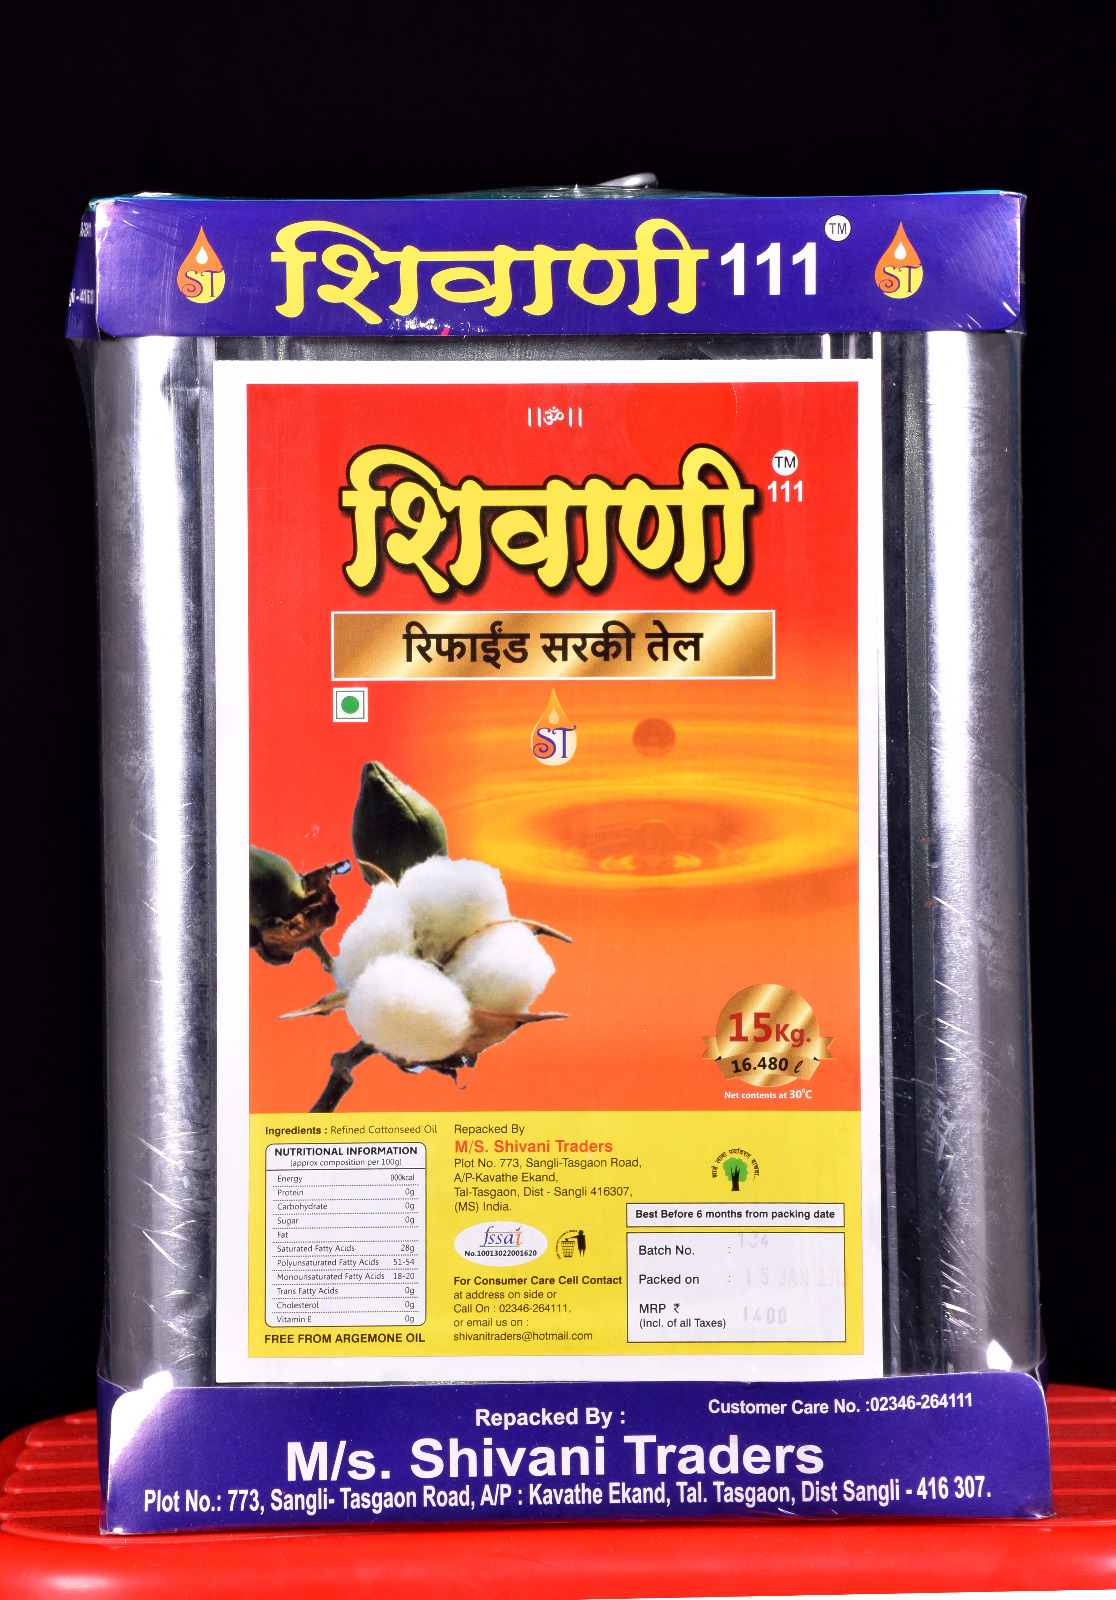 ST
शिवाणी 111 TM
ST
||ॐ||
शिवाणी TM
111
रिफाईंड सरकी तेल
ST
15Kg.
16.480 ℓ
Net contents at 30°C
Ingredients : Refined Cottonseed Oil
NUTRITIONAL INFORMATION
(approx composition per 100g)
Energy 900kcal
Protein 0g
Carbohydrate 0g
Sugar 0g
Fat
Saturated Fatty Acids 28g
Polyunsaturated Fatty Acids 51-54
Monounsaturated Fatty Acids 18-20
Trans Fatty Acids 0g
Cholesterol 0g
Vitamin E 0g
FREE FROM ARGEMONE OIL
Repacked By
M/S. Shivani Traders
Plot No. 773, Sangli-Tasgaon Road,
A/P-Kavathe Ekand,
Tal-Tasgaon, Dist - Sangli 416307,
(MS) India.
fssai
No.10013022001620
For Consumer Care Cell Contact
at address on side or
Call On : 02346-264111,
or email us on :
shivanitraders@hotmail.com
झाडे लावा पर्यावरण वाचवा..
Best Before 6 months from packing date
Batch No. : 134
Packed on : 15 JAN
MRP ₹ 1400
(Incl. of all Taxes)
Customer Care No. :02346-264111
Repacked By :
M/s. Shivani Traders
Plot No.: 773, Sangli- Tasgaon Road, A/P : Kavathe Ekand, Tal. Tasgaon, Dist Sangli - 416 307.